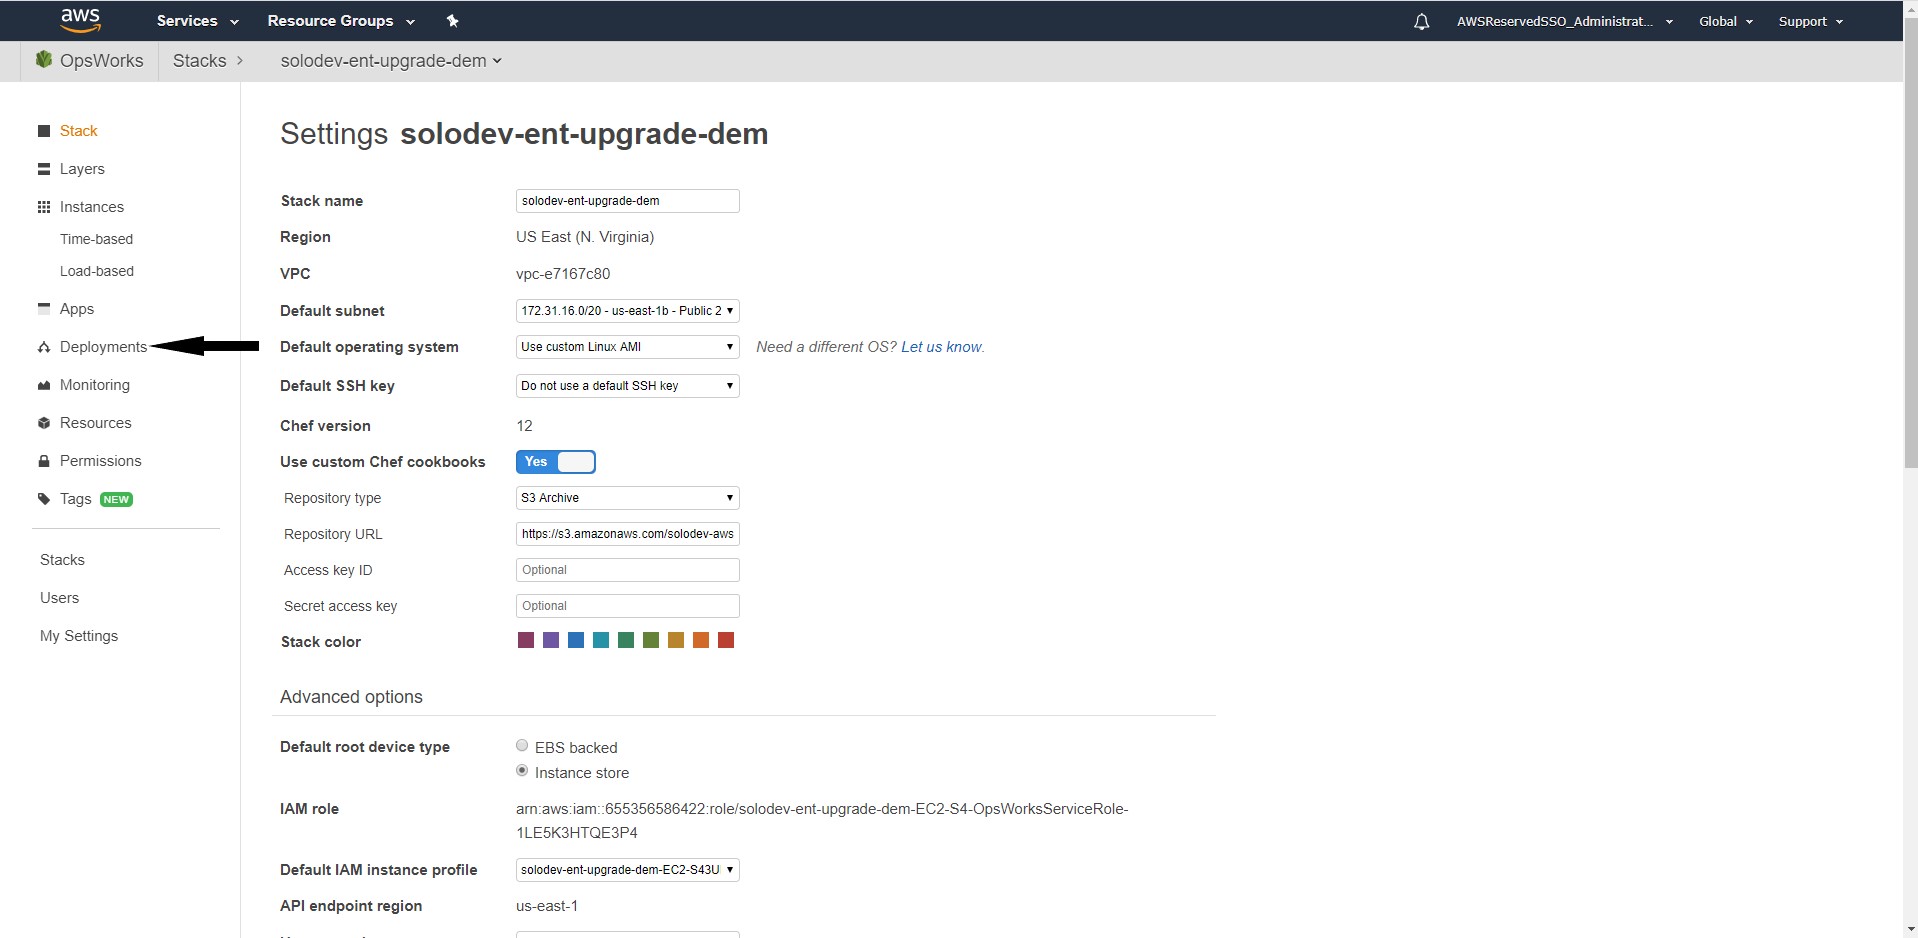 aws Services Resource Groups AWSReservedSSO_Administrat... Global Support
OpsWorks Stacks solodev-ent-upgrade-dem
Stack
Layers
Instances
Time-based
Load-based
Apps
Deployments
Monitoring
Resources
Permissions
Tags NEW
Stacks
Users
My Settings
Settings solodev-ent-upgrade-dem
Stack name solodev-ent-upgrade-dem
Region US East (N. Virginia)
VPC vpc-e7167c80
Default subnet 172.31.16.0/20 - us-east-1b - Public 2
Default operating system Use custom Linux AMI Need a different OS? Let us know.
Default SSH key Do not use a default SSH key
Chef version 12
Use custom Chef cookbooks Yes
Repository type S3 Archive
Repository URL https://s3.amazonaws.com/solodev-aws
Access key ID Optional
Secret access key Optional
Stack color
Advanced options
Default root device type EBS backed
Instance store
IAM role arn:aws:iam::655356586422:role/solodev-ent-upgrade-dem-EC2-S4-OpsWorksServiceRole-
1LE5K3HTQE3P4
Default IAM instance profile solodev-ent-upgrade-dem-EC2-S43U
API endpoint region us-east-1